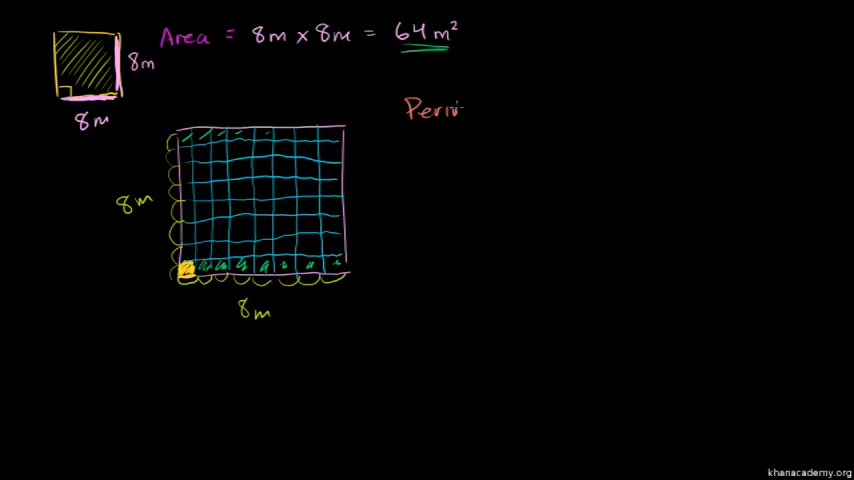 Area = 8m × 8m = 64 m²
8m
8m
Peri
8m
8m
khanacademy.org